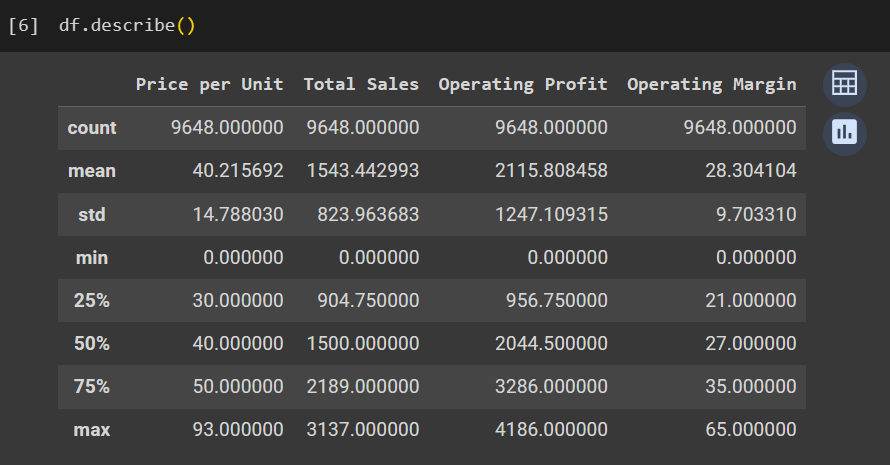 [6] df.describe()
Price per Unit Total Sales Operating Profit Operating Margin
count 9648.000000 9648.000000 9648.000000 9648.000000
mean 40.215692 1543.442993 2115.808458 28.304104
std 14.788030 823.963683 1247.109315 9.703310
min 0.000000 0.000000 0.000000 0.000000
25% 30.000000 904.750000 956.750000 21.000000
50% 40.000000 1500.000000 2044.500000 27.000000
75% 50.000000 2189.000000 3286.000000 35.000000
max 93.000000 3137.000000 4186.000000 65.000000